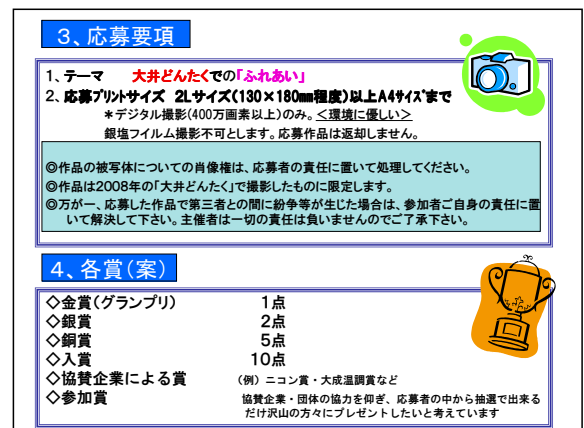 3、応募要項
1、テーマ　大井どんたくでの「ふれあい」
2、応募プリントサイズ　2Lサイズ(130×180㎜程度)以上A4サイズまで
＊デジタル撮影(400万画素以上)のみ。＜環境に優しい＞
銀塩フイルム撮影不可とします。応募作品は返却しません。
◎作品の被写体についての肖像権は、応募者の責任に置いて処理してください。
◎作品は2008年の「大井どんたく」で撮影したものに限定します。
◎万が一、応募した作品で第三者との間に紛争等が生じた場合は、参加者ご自身の責任に置
いて解決して下さい。主催者は一切の責任は負いませんのでご了承下さい。
4、各賞（案）
◇金賞（グランプリ）　1点
◇銀賞　2点
◇銅賞　5点
◇入賞　10点
◇協賛企業による賞　（例）ニコン賞・大成温調賞など
◇参加賞　協賛企業・団体の協力を仰ぎ、応募者の中から抽選で出来る
だけ沢山の方々にプレゼントしたいと考えています